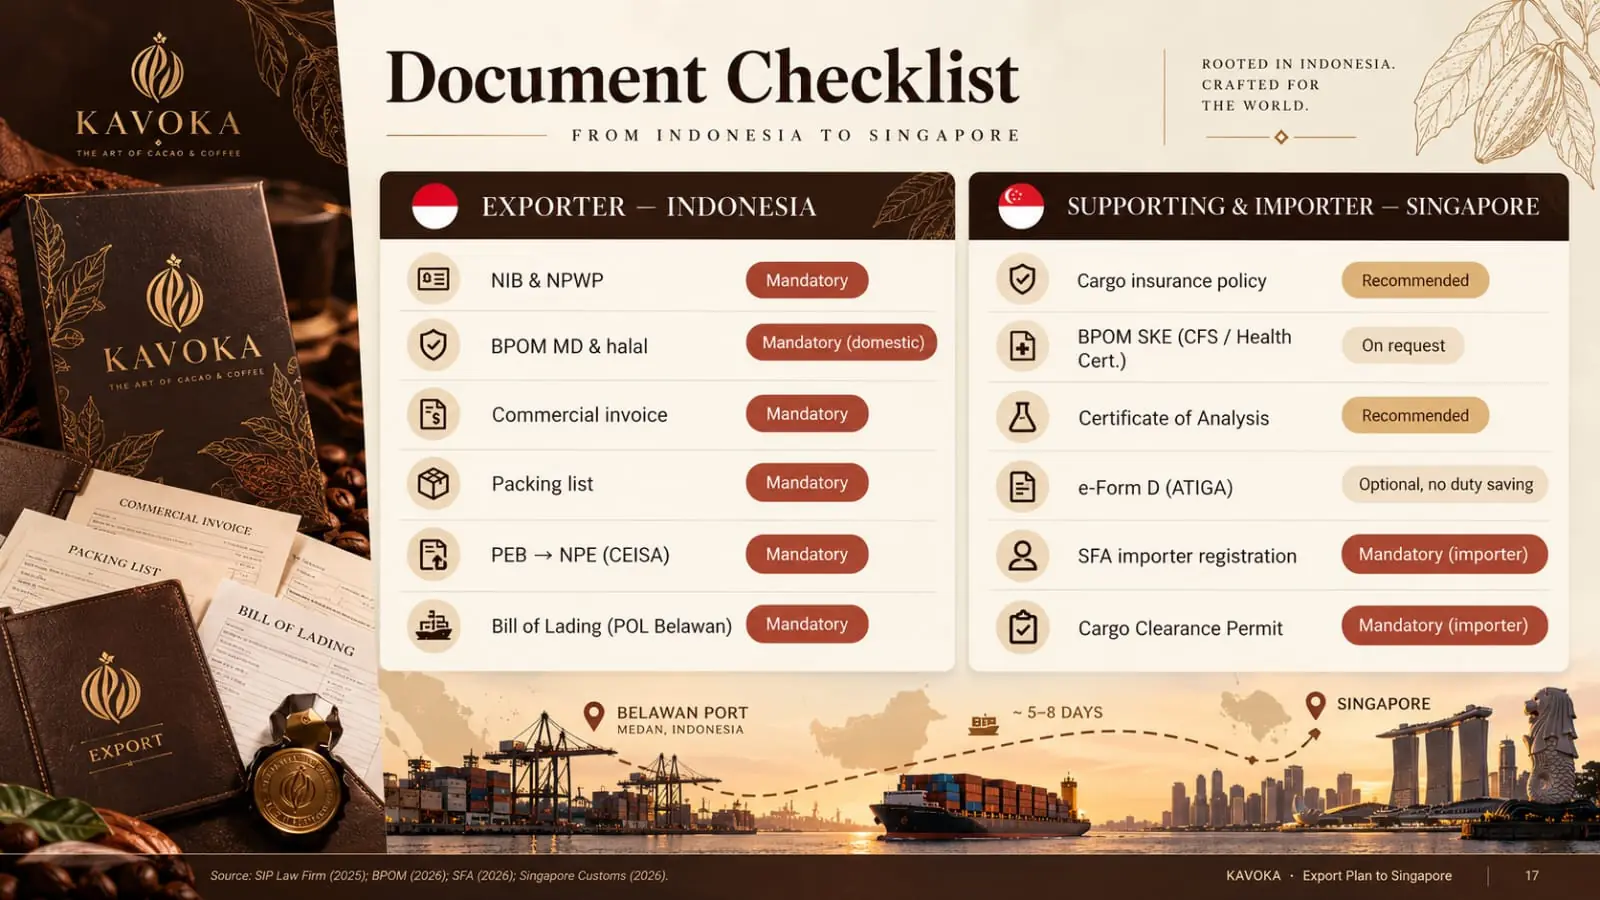 KAVOKA
THE ART OF CACAO & COFFEE
KAVOKA
THE ART OF CACAO & COFFEE
COMMERCIAL INVOICE
PACKING LIST
BILL OF LADING
EXPORT
Document Checklist
FROM INDONESIA TO SINGAPORE
ROOTED IN INDONESIA.
CRAFTED FOR
THE WORLD.
EXPORTER — INDONESIA
NIB & NPWP Mandatory
BPOM MD & halal Mandatory (domestic)
Commercial invoice Mandatory
Packing list Mandatory
PEB → NPE (CEISA) Mandatory
Bill of Lading (POL Belawan) Mandatory
SUPPORTING & IMPORTER — SINGAPORE
Cargo insurance policy Recommended
BPOM SKE (CFS / Health
Cert.) On request
Certificate of Analysis Recommended
e-Form D (ATIGA) Optional, no duty saving
SFA importer registration Mandatory (importer)
Cargo Clearance Permit Mandatory (importer)
BELAWAN PORT
MEDAN, INDONESIA
~ 5–8 DAYS
SINGAPORE
Source: SIP Law Firm (2025); BPOM (2026); SFA (2026); Singapore Customs (2026).
KAVOKA · Export Plan to Singapore
17